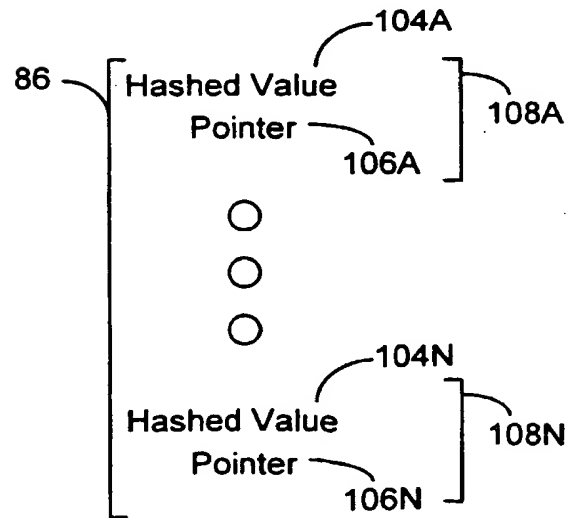 104A
86
Hashed Value
108A
Pointer
106A
104N
Hashed Value
108N
Pointer
106N